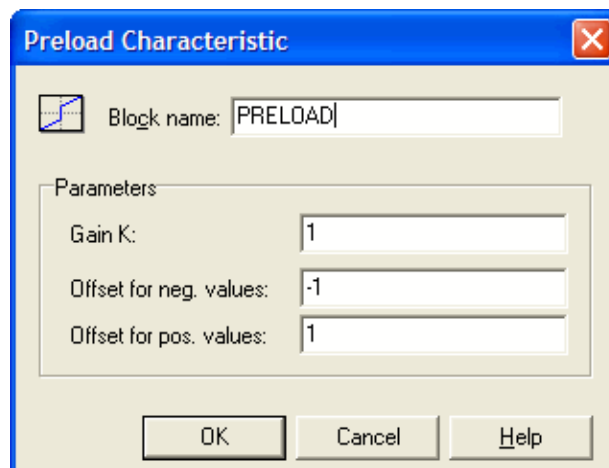 Preload Characteristic
Block name: PRELOAD
Parameters
Gain K: 1
Offset for neg. values: -1
Offset for pos. values: 1
OK Cancel Help